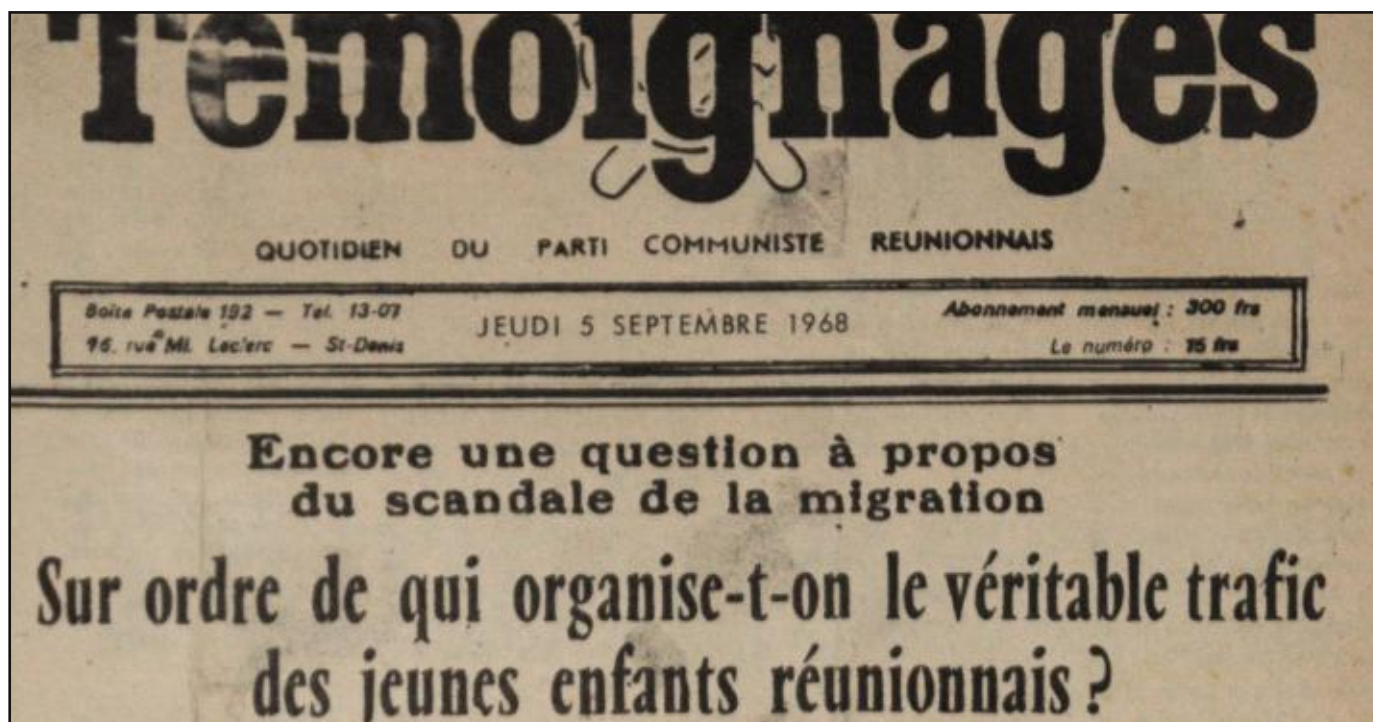 Témoignages
QUOTIDIEN DU PARTI COMMUNISTE REUNIONNAIS
Boîte Postale 192 — Tel. 13-07
JEUDI 5 SEPTEMBRE 1968
Abonnement mensuel : 300 frs
rue Ml. Leclerc — St-Denis
Le numéro : 15 frs
Encore une question à propos
du scandale de la migration
Sur ordre de qui organise-t-on le véritable trafic
des jeunes enfants réunionnais ?